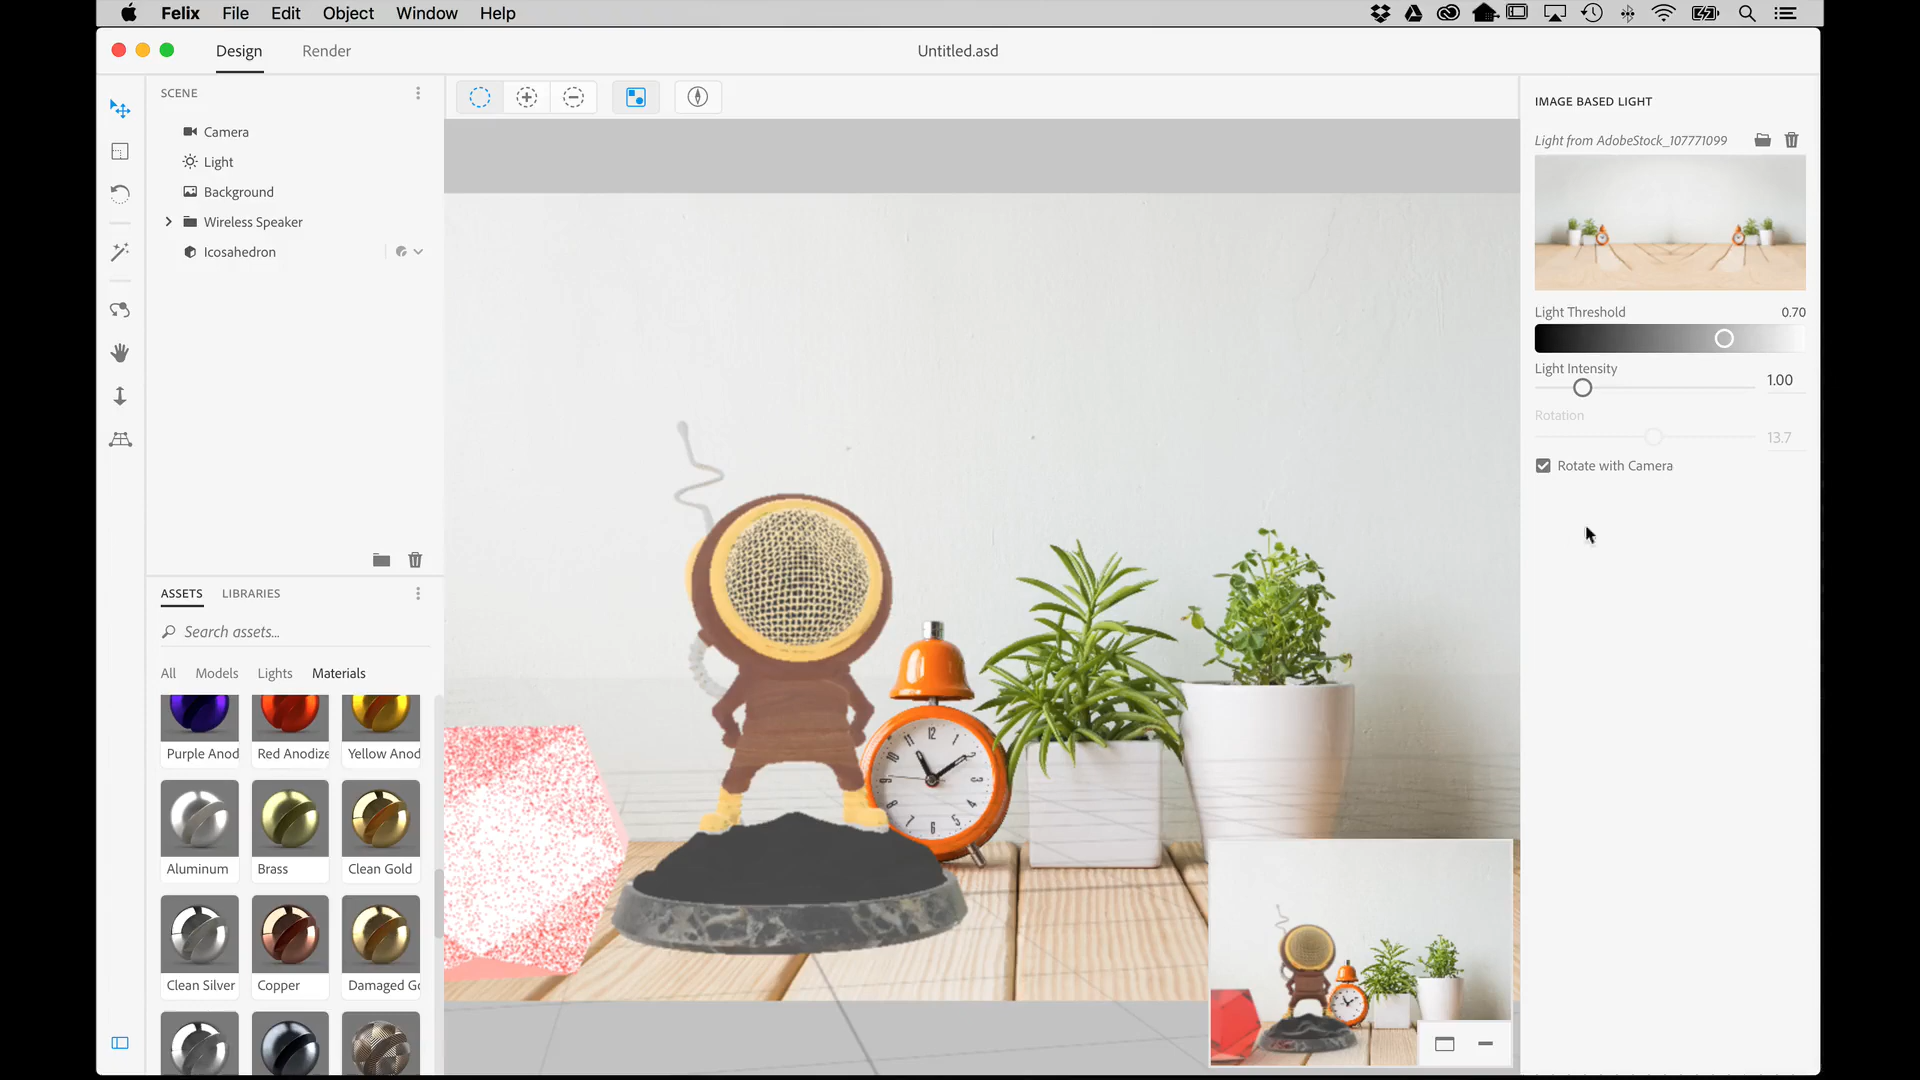 Felix File Edit Object Window Help
Design Render Untitled.asd
SCENE
Camera
Light
Background
Wireless Speaker
Icosahedron
ASSETS LIBRARIES
Search assets...
All Models Lights Materials
Purple Anod Red Anodize Yellow Anod
Aluminum Brass Clean Gold
Clean Silver Copper Damaged Go
IMAGE BASED LIGHT
Light from AdobeStock_107771099
Light Threshold 0.70
Light Intensity 1.00
Rotation 13.7
Rotate with Camera